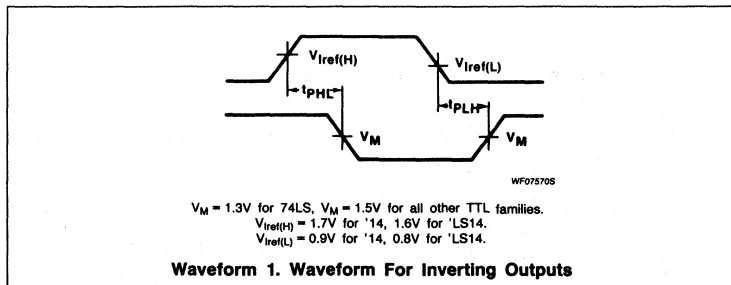 VIref(H)
VIref(L)
tPHL
tPLH
VM
VM
WF07570S
VM = 1.3V for 74LS, VM = 1.5V for all other TTL families.
VIref(H) = 1.7V for '14, 1.6V for 'LS14.
VIref(L) = 0.9V for '14, 0.8V for 'LS14.
Waveform 1. Waveform For Inverting Outputs